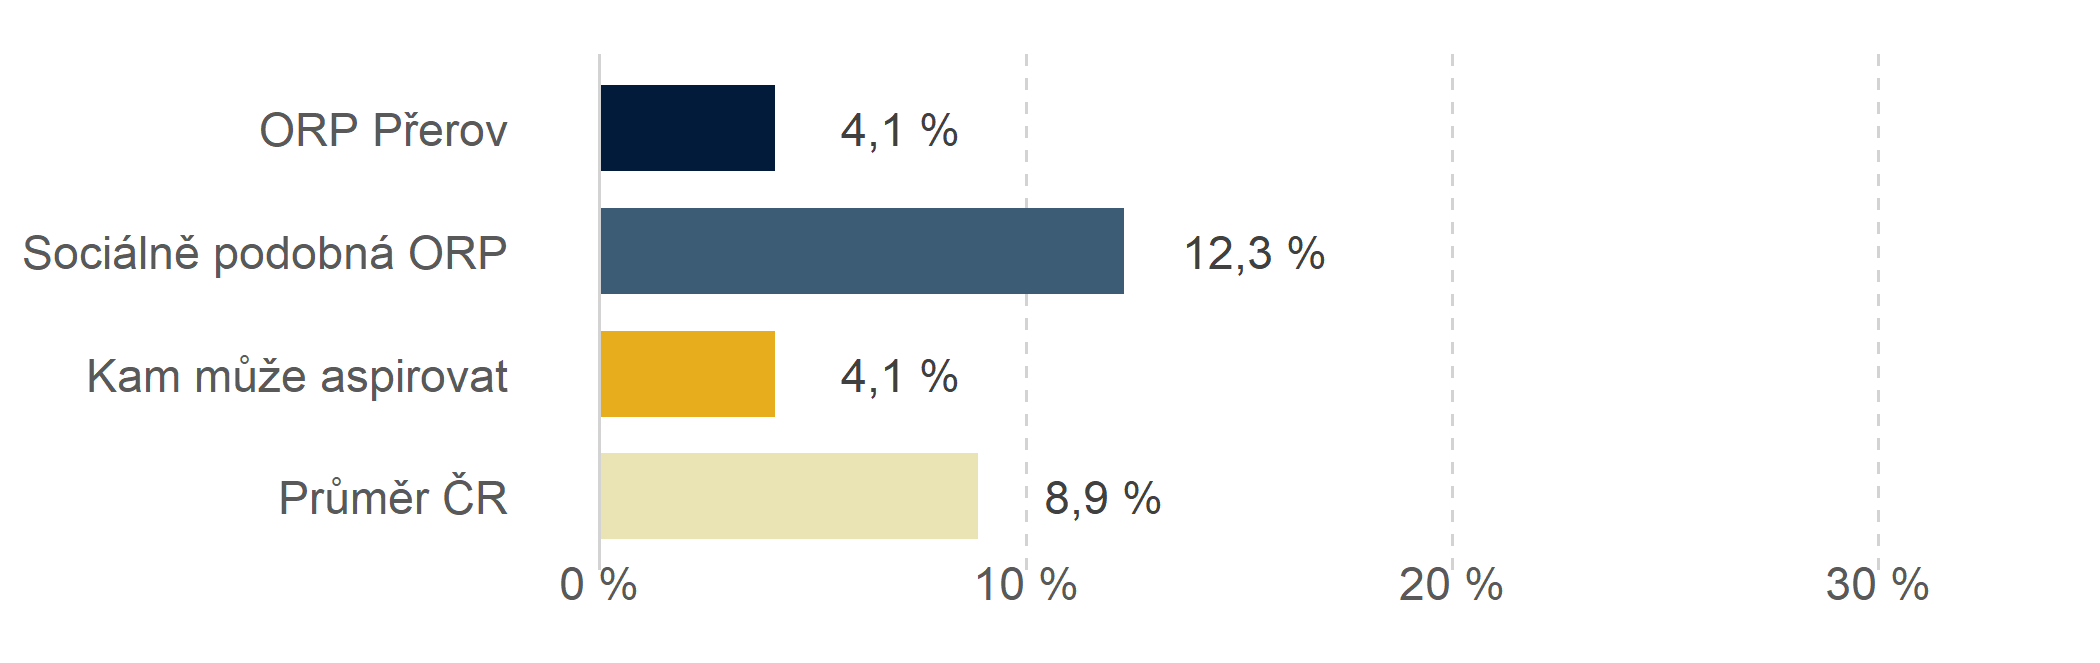 ORP Přerov 4,1 %
Sociálně podobná ORP 12,3 %
Kam může aspirovat 4,1 %
Průměr ČR 8,9 %
0 % 10 % 20 % 30 %